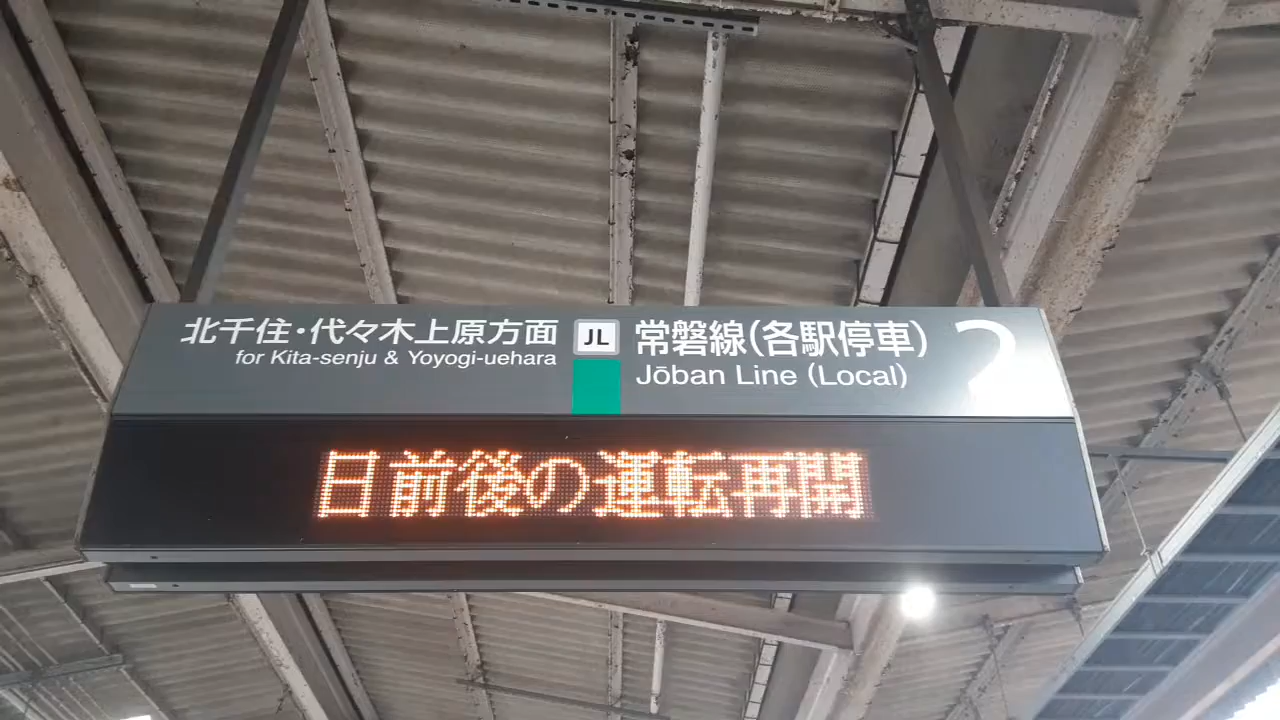 北千住・代々木上原方面
for Kita-senju & Yoyogi-uehara
JL
常磐線(各駅停車)
Jōban Line (Local)
2
日前後の運転再開